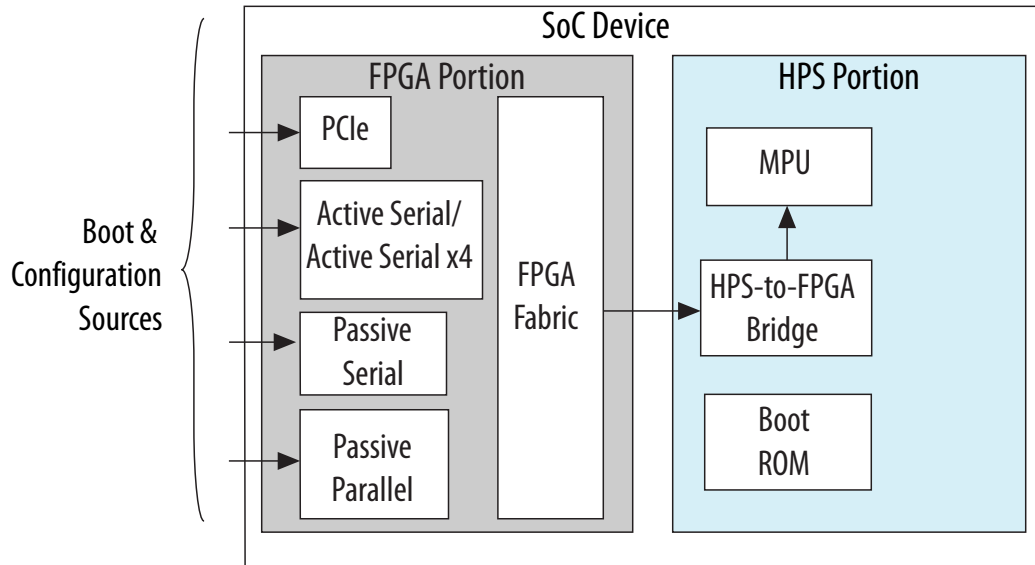 SoC Device
FPGA Portion
HPS Portion
PCIe
Active Serial/
Active Serial x4
Passive
Serial
Passive
Parallel
FPGA
Fabric
MPU
HPS-to-FPGA
Bridge
Boot
ROM
Boot &
Configuration
Sources